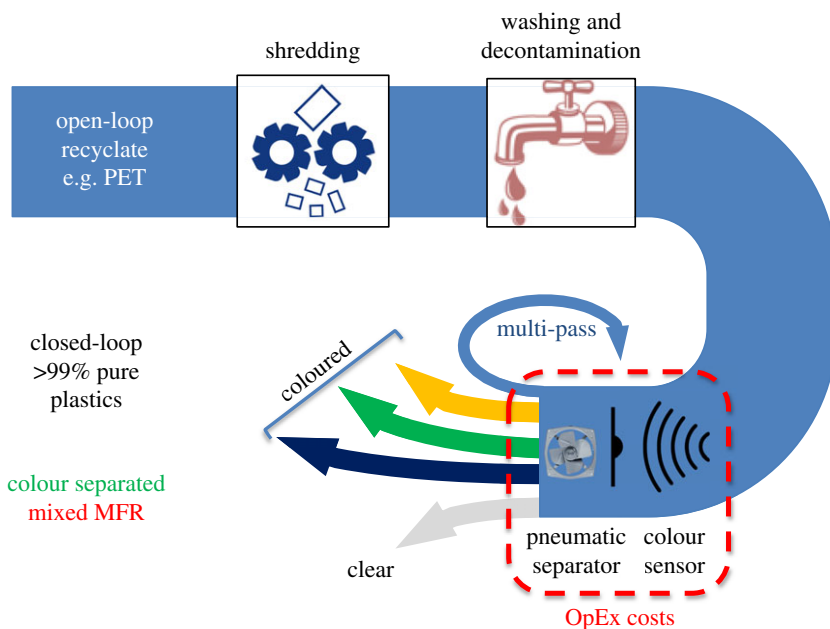 washing and
decontamination
shredding
open-loop
recyclate
e.g. PET
multi-pass
closed-loop
>99% pure
plastics
coloured
colour separated
mixed MFR
clear
pneumatic
separator
colour
sensor
OpEx costs